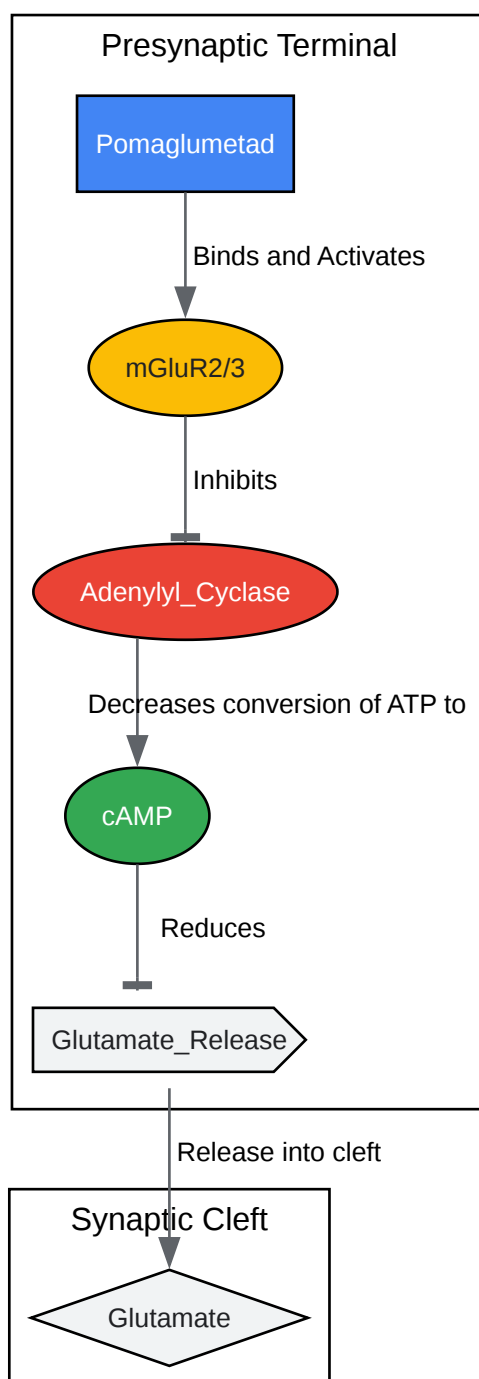 Presynaptic Terminal
Pomaglumetad
Binds and Activates
mGluR2/3
Inhibits
Adenylyl_Cyclase
Decreases conversion of ATP to
cAMP
Reduces
Glutamate_Release
Release into cleft
Synaptic Cleft
Glutamate